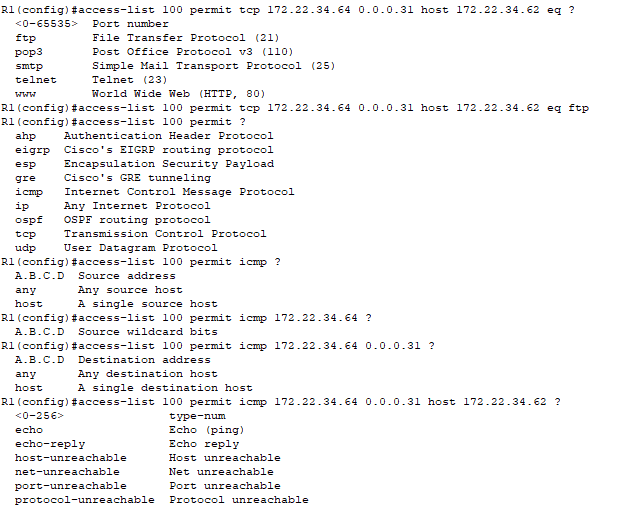 R1(config)#access-list 100 permit tcp 172.22.34.64 0.0.0.31 host 172.22.34.62 eq ?
<0-65535>  Port number
ftp        File Transfer Protocol (21)
pop3       Post Office Protocol v3 (110)
smtp       Simple Mail Transport Protocol (25)
telnet     Telnet (23)
www        World Wide Web (HTTP, 80)
R1(config)#access-list 100 permit tcp 172.22.34.64 0.0.0.31 host 172.22.34.62 eq ftp
R1(config)#access-list 100 permit ?
ahp    Authentication Header Protocol
eigrp  Cisco's EIGRP routing protocol
esp    Encapsulation Security Payload
gre    Cisco's GRE tunneling
icmp   Internet Control Message Protocol
ip     Any Internet Protocol
ospf   OSPF routing protocol
tcp    Transmission Control Protocol
udp    User Datagram Protocol
R1(config)#access-list 100 permit icmp ?
A.B.C.D  Source address
any      Any source host
host     A single source host
R1(config)#access-list 100 permit icmp 172.22.34.64 ?
A.B.C.D  Source wildcard bits
R1(config)#access-list 100 permit icmp 172.22.34.64 0.0.0.31 ?
A.B.C.D  Destination address
any      Any destination host
host     A single destination host
R1(config)#access-list 100 permit icmp 172.22.34.64 0.0.0.31 host 172.22.34.62 ?
<0-256>               type-num
echo                  Echo (ping)
echo-reply            Echo reply
host-unreachable      Host unreachable
net-unreachable       Net unreachable
port-unreachable      Port unreachable
protocol-unreachable  Protocol unreachable